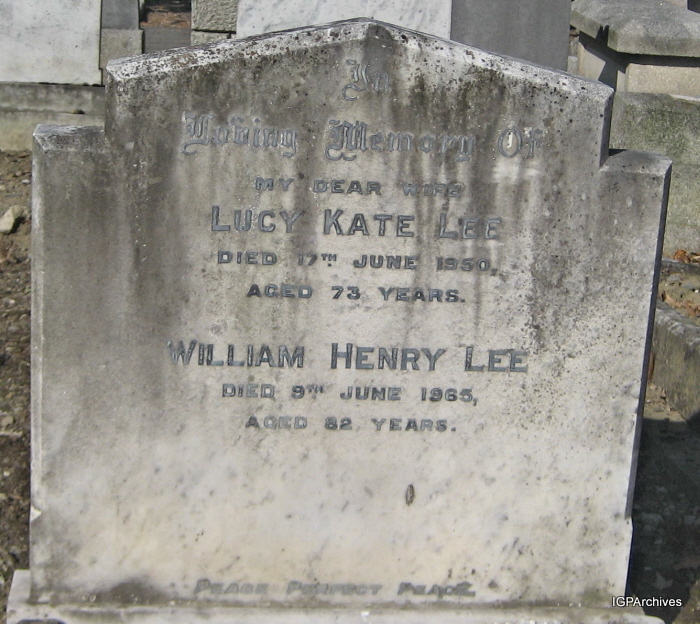 In
Loving Memory Of
MY DEAR WIFE
LUCY KATE LEE
DIED 17TH JUNE 1950,
AGED 73 YEARS.
WILLIAM HENRY LEE
DIED 9TH JUNE 1965,
AGED 82 YEARS.
PEACE PERFECT PEACE.
IGPArchives